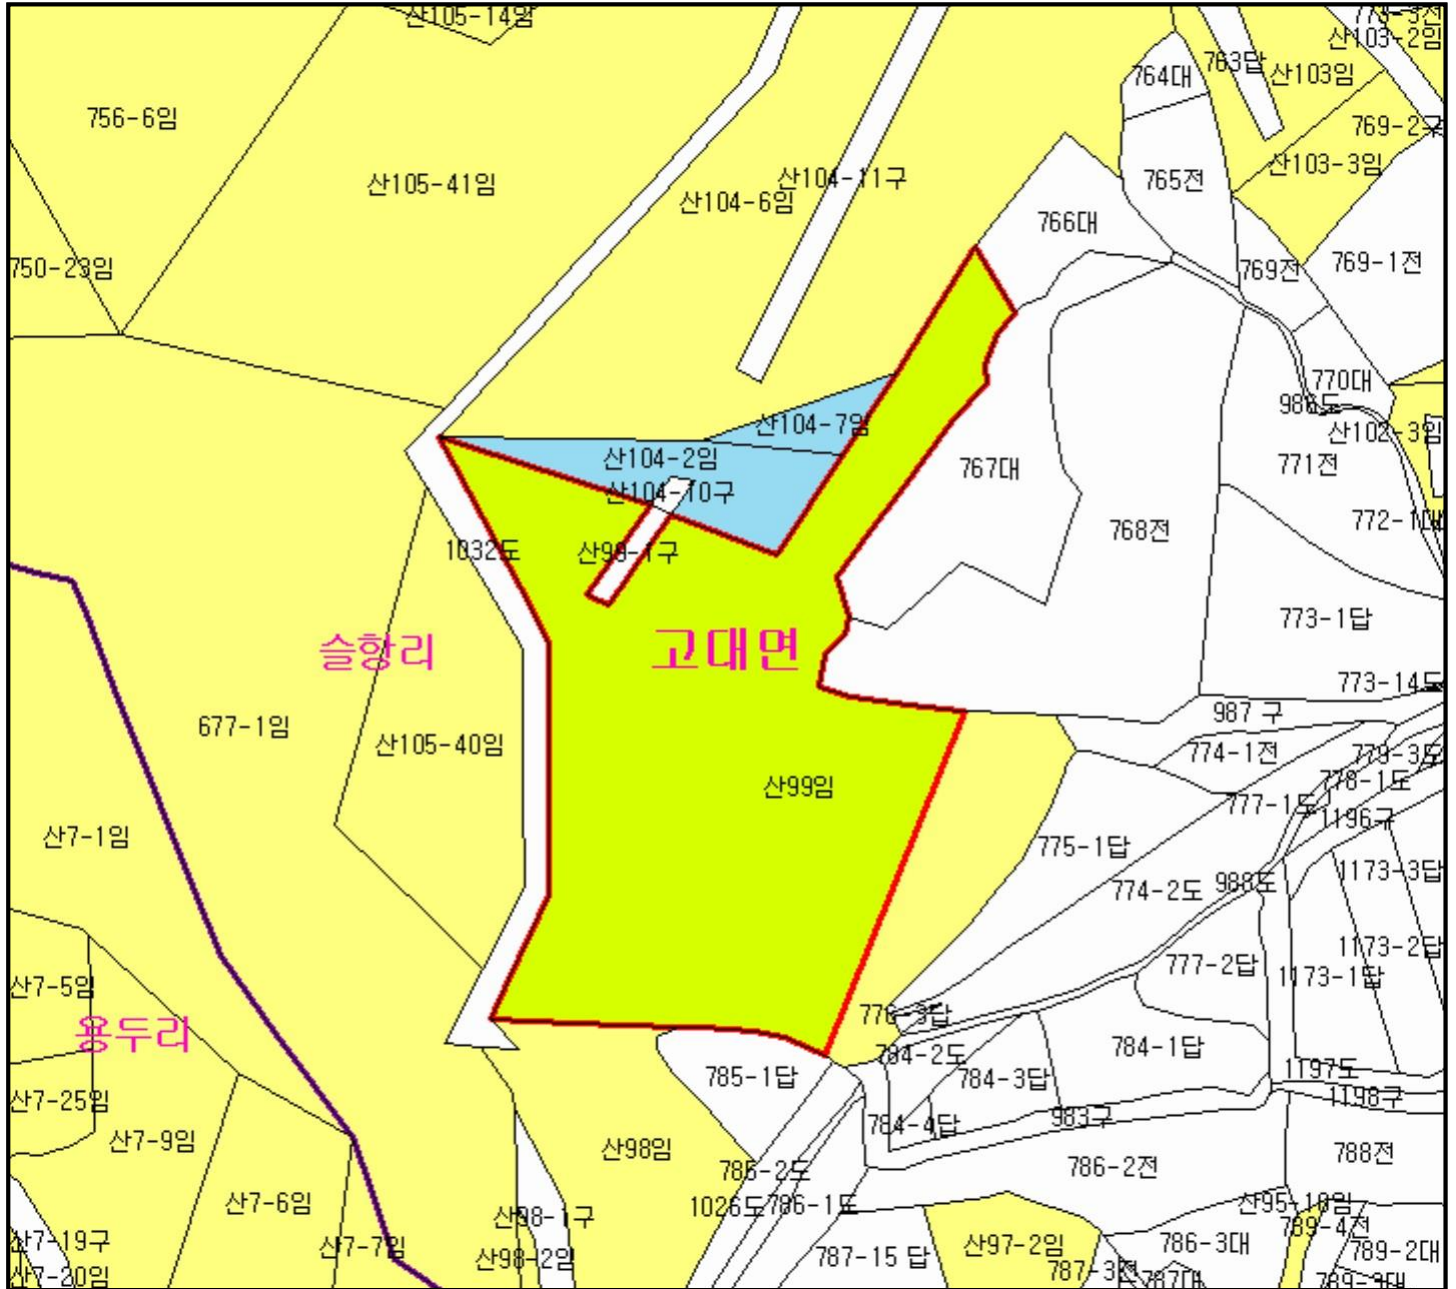 산105-14임
773-3전
산103-2임
763답
764대
산103임
756-6임
769-2구
산103-3임
산105-41임
산104-11구
765전
산104-6임
766대
750-23임
769전
769-1전
770대
986도
산104-7임
산102-3임
산104-2임
767대
771전
산104-10구
768전
772-1대
1032도
산99-1구
773-1답
슬항리
고대면
773-14도
987 구
677-1임
산105-40임
774-1전
779-3도
778-1도
산99임
777-1도
1196구
산7-1임
775-1답
1173-3답
774-2도
988도
1173-2답
777-2답
1173-1답
산7-5임
776-3답
용두리
784-2도
784-1답
785-1답
784-3답
1197도
산7-25임
1198구
784-4답
983구
산7-9임
산98임
788전
785-2도
786-2전
산7-6임
1026도
786-1도
산95-10임
산98-1구
789-4전
산7-19구
산7-7임
산97-2임
786-3대
산98-2임
787-15 답
789-2대
산7-20임
787-3전
787대
789-3대